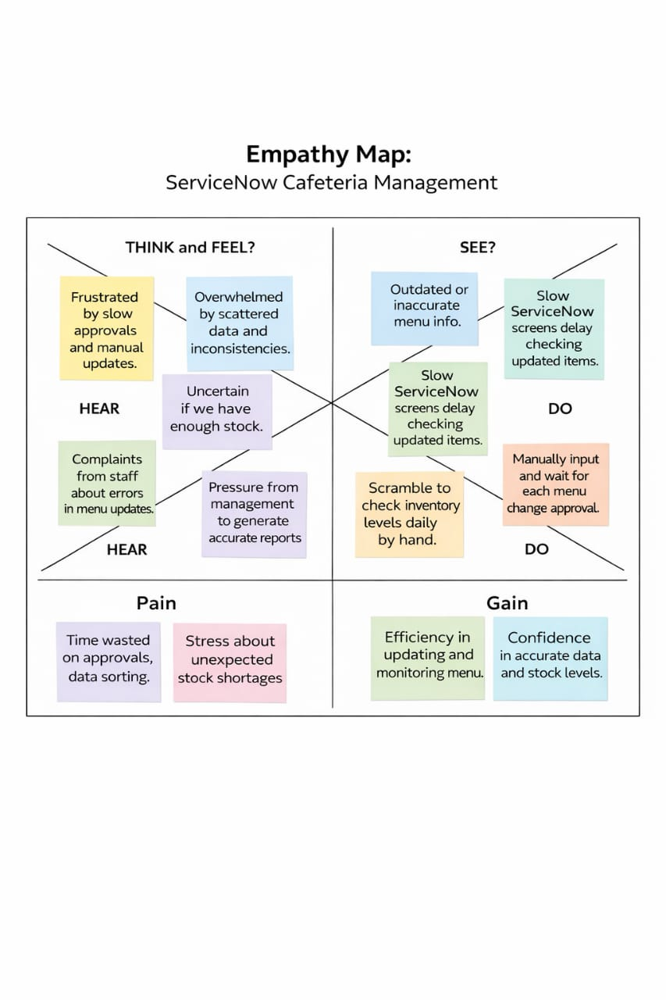 Empathy Map:
ServiceNow Cafeteria Management
THINK and FEEL?
Frustrated
by slow
approvals
and manual
updates.
Overwhelmed
by scattered
data and
inconsistencies.
Uncertain
if we have
enough stock.
HEAR
Complaints
from staff
about errors
in menu updates.
Pressure from
management
to generate
accurate reports
HEAR
SEE?
Outdated or
inaccurate
menu info.
Slow
ServiceNow
screens delay
checking
updated items.
Slow
ServiceNow
screens delay
checking
updated items.
DO
Scramble to
check inventory
levels daily
by hand.
Manually input
and wait for
each menu
change approval.
DO
Pain
Time wasted
on approvals,
data sorting.
Stress about
unexpected
stock shortages
Gain
Efficiency in
updating and
monitoring menu.
Confidence
in accurate data
and stock levels.